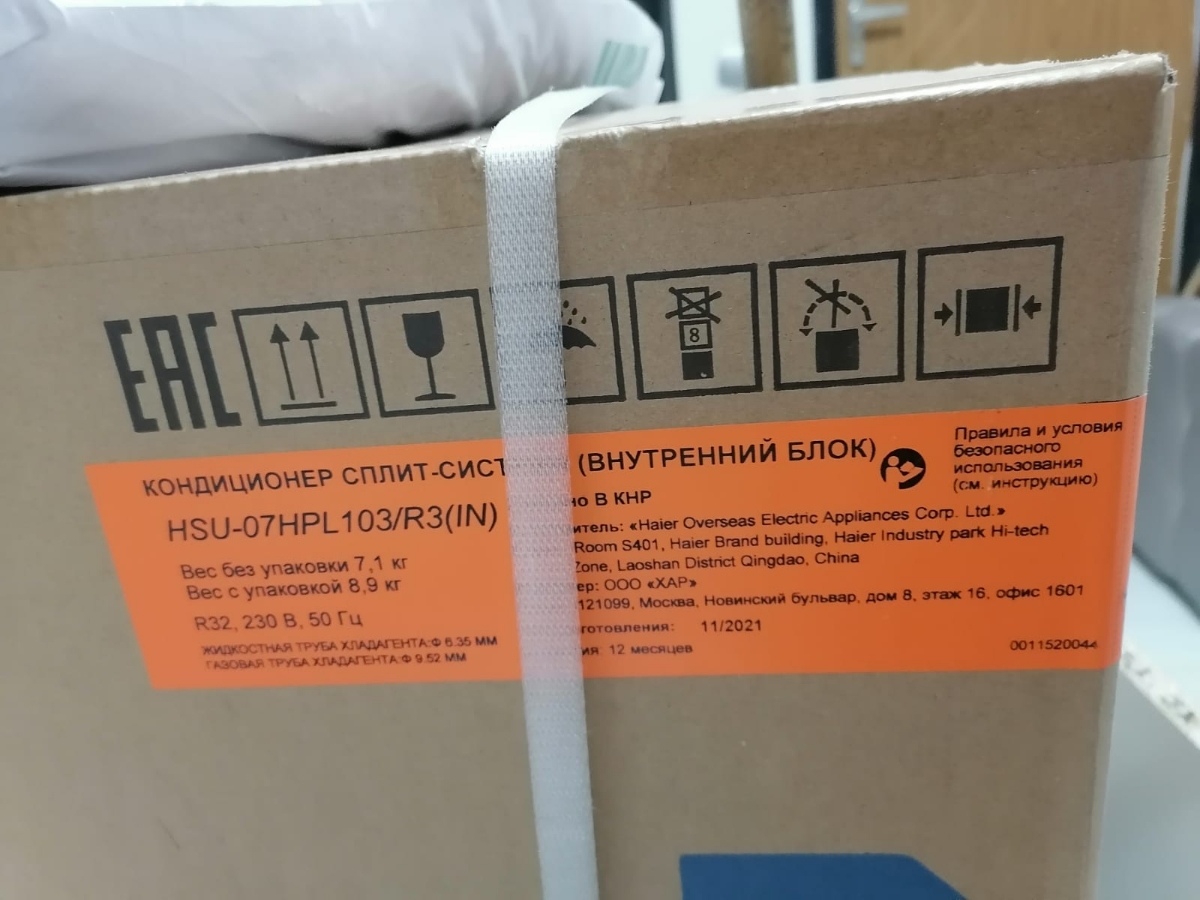 EAC
8
КОНДИЦИОНЕР СПЛИТ-СИСТ (ВНУТРЕННИЙ БЛОК)
HSU-07HPL103/R3(IN)
Вес без упаковки 7,1 кг
Вес с упаковкой 8,9 кг
R32, 230 В, 50 Гц
ЖИДКОСТНАЯ ТРУБА ХЛАДАГЕНТА:Ф 6.35 ММ
ГАЗОВАЯ ТРУБА ХЛАДАГЕНТА:Ф 9.52 ММ
но В КНР
итель: «Haier Overseas Electric Appliances Corp. Ltd.»
Room S401, Haier Brand building, Haier Industry park Hi-tech
Zone, Laoshan District Qingdao, China
ер: ООО «ХАР»
121099, Москва, Новинский бульвар, дом 8, этаж 16, офис 1601
готовления: 11/2021
ия: 12 месяцев
Правила и условия
безопасного
использования
(см. инструкцию)
0011520044